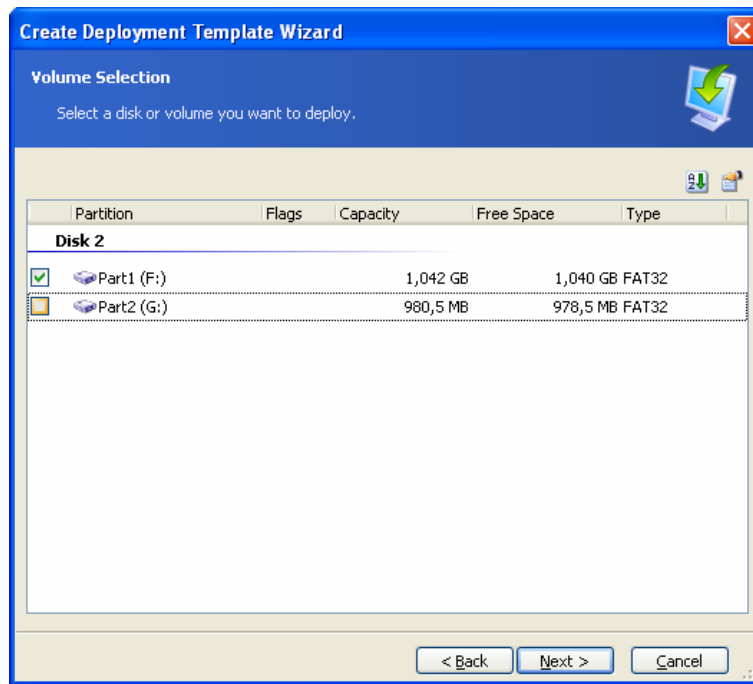 Create Deployment Template Wizard
Volume Selection
Select a disk or volume you want to deploy.
Partition Flags Capacity Free Space Type
Disk 2
Part1 (F:) 1,042 GB 1,040 GB FAT32
Part2 (G:) 980,5 MB 978,5 MB FAT32
< Back Next > Cancel